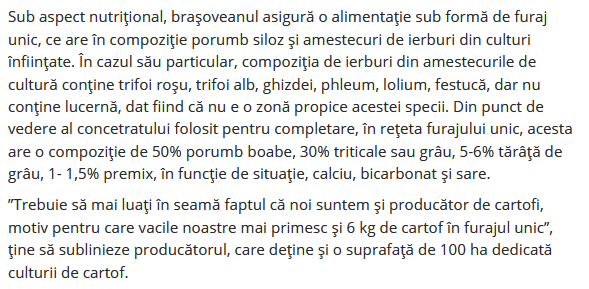 Sub aspect nutriţional, braşoveanul asigură o alimentaţie sub formă de furaj
unic, ce are în compoziţie porumb siloz şi amestecuri de ierburi din culturi
înfiinţate. În cazul său particular, compoziţia de ierburi din amestecurile de
cultură conţine trifoi roşu, trifoi alb, ghizdei, phleum, lolium, festucă, dar nu
conţine lucernă, dat fiind că nu e o zonă propice acestei specii. Din punct de
vedere al concetratului folosit pentru completare, în reţeta furajului unic, acesta
are o compoziţie de 50% porumb boabe, 30% triticale sau grâu, 5-6% tărâţă de
grâu, 1- 1,5% premix, în funcţie de situaţie, calciu, bicarbonat şi sare.
”Trebuie să mai luaţi în seamă faptul că noi suntem şi producător de cartofi,
motiv pentru care vacile noastre mai primesc şi 6 kg de cartof în furajul unic”,
ţine să sublinieze producătorul, care deţine şi o suprafaţă de 100 ha dedicată
culturii de cartof.